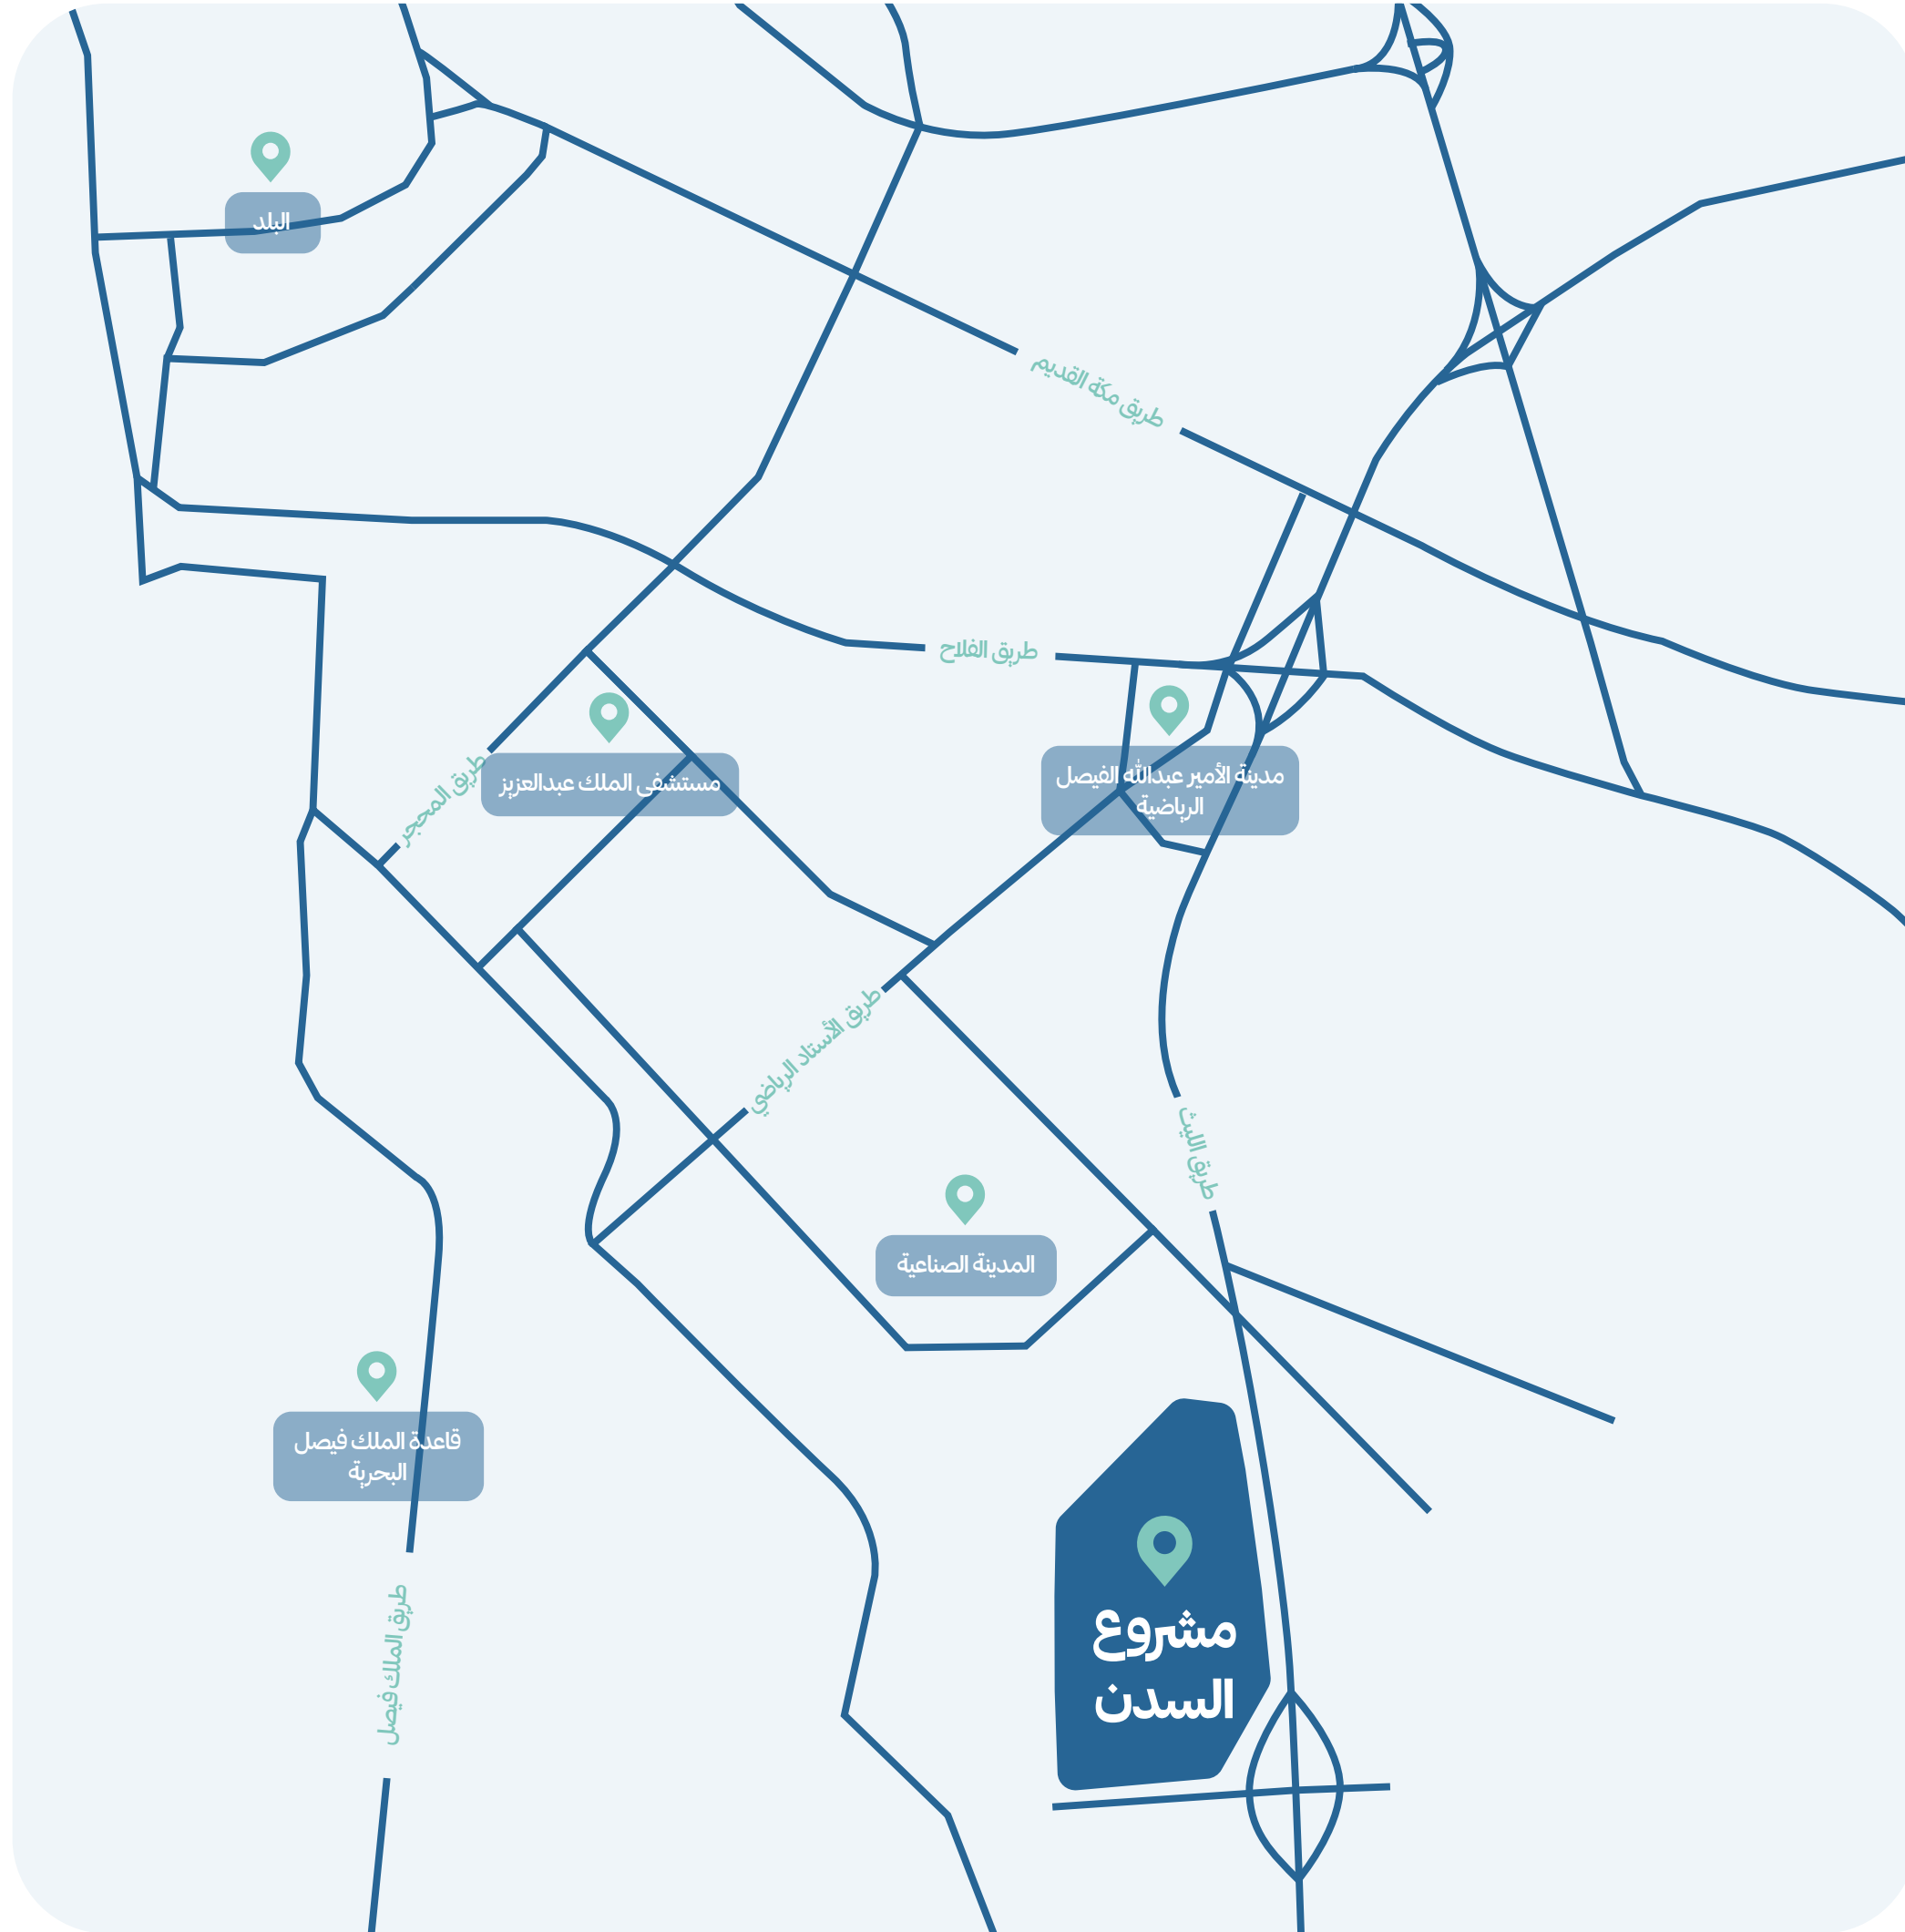 البلد
طريق مكة القديم
طريق الفلاح
طريق المحجر
مستشفى الملك عبدالعزيز
مدينة الأمير عبدالله الفيصل
الرياضية
طريق الأستاد الرياضي
طريق الليث
المدينة الصناعية
قاعدة الملك فيصل
البحرية
طريق الملك فيصل
مشروع
السدن